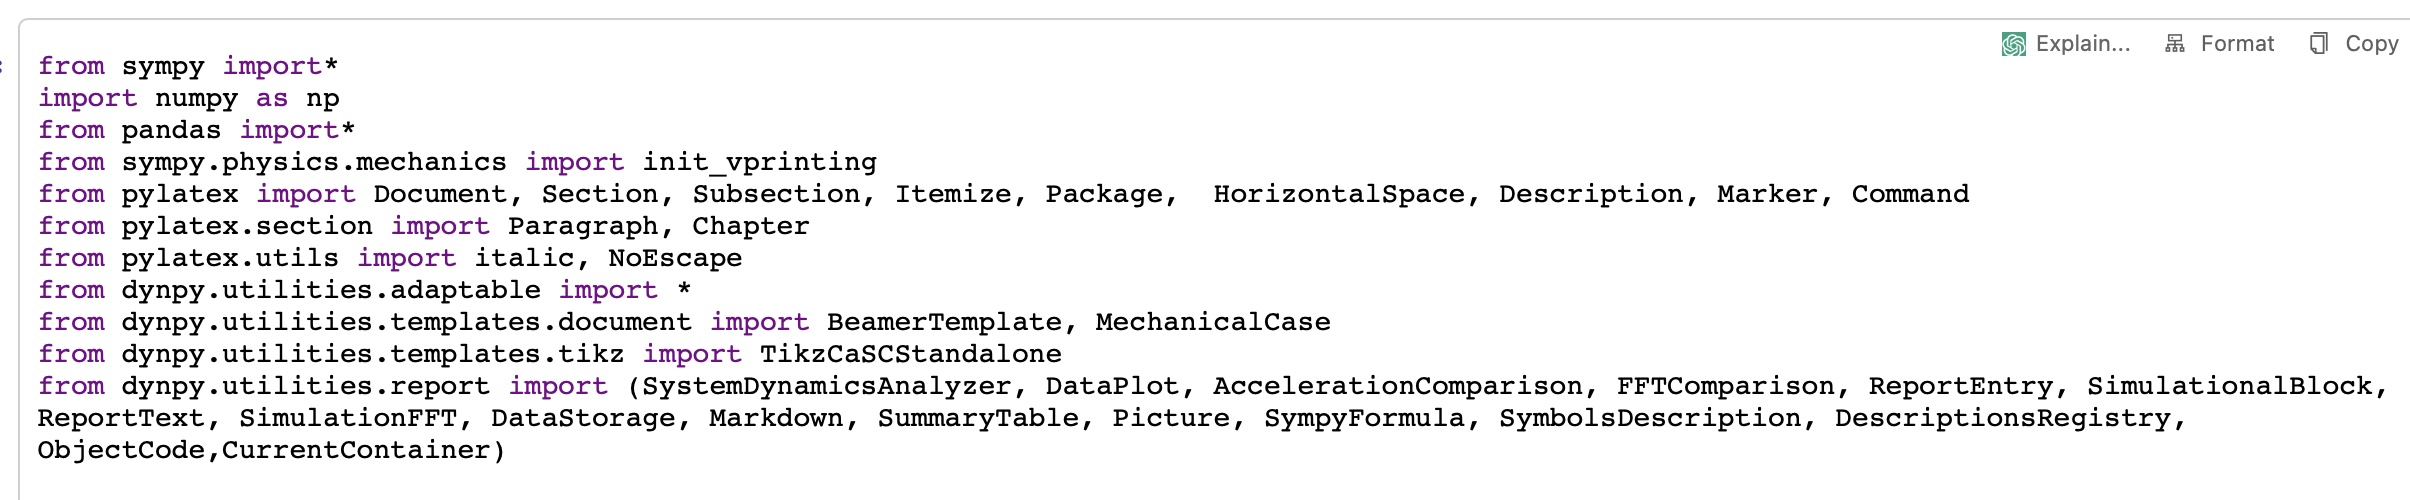 Explain... Format Copy
from sympy import*
import numpy as np
from pandas import*
from sympy.physics.mechanics import init_vprinting
from pylatex import Document, Section, Subsection, Itemize, Package,  HorizontalSpace, Description, Marker, Command
from pylatex.section import Paragraph, Chapter
from pylatex.utils import italic, NoEscape
from dynpy.utilities.adaptable import *
from dynpy.utilities.templates.document import BeamerTemplate, MechanicalCase
from dynpy.utilities.templates.tikz import TikzCaSCStandalone
from dynpy.utilities.report import (SystemDynamicsAnalyzer, DataPlot, AccelerationComparison, FFTComparison, ReportEntry, SimulationalBlock,
ReportText, SimulationFFT, DataStorage, Markdown, SummaryTable, Picture, SympyFormula, SymbolsDescription, DescriptionsRegistry,
ObjectCode,CurrentContainer)